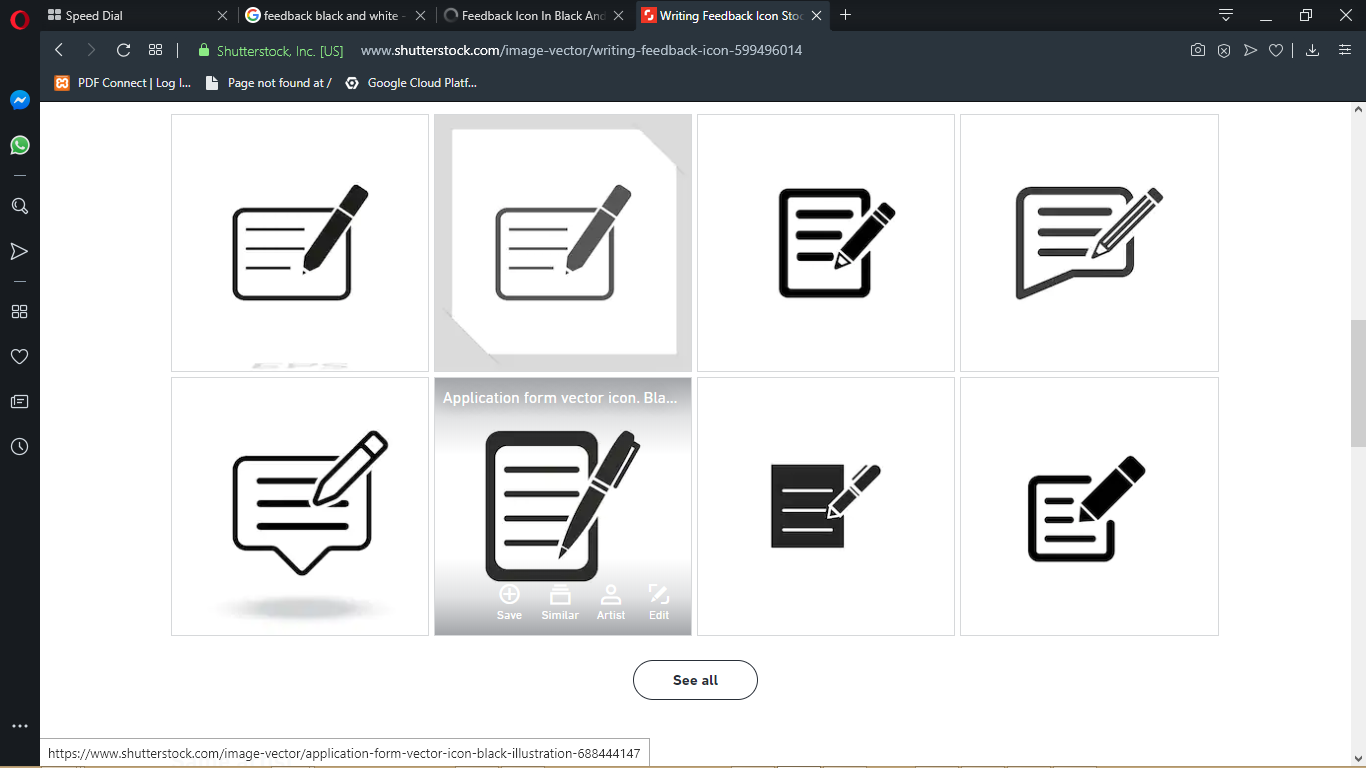 Speed Dial
feedback black and white -
Feedback Icon In Black And
Writing Feedback Icon Stoc
Shutterstock, Inc. [US]
www.shutterstock.com/image-vector/writing-feedback-icon-599496014
PDF Connect | Log I...
Page not found at /
Google Cloud Platf...
Application form vector icon. Bla...
Save
Similar
Artist
Edit
See all
https://www.shutterstock.com/image-vector/application-form-vector-icon-black-illustration-688444147